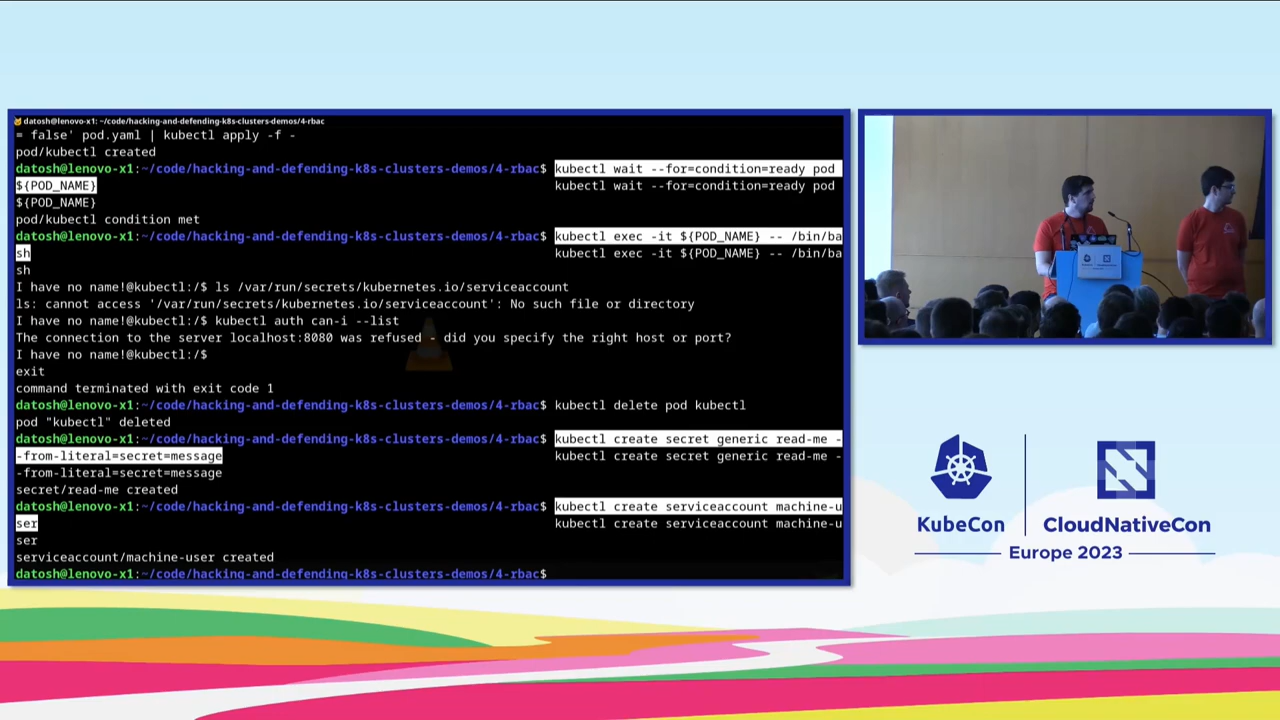 datosh@lenovo-x1: ~/code/hacking-and-defending-k8s-clusters-demos/4-rbac
= false' pod.yaml | kubectl apply -f -
pod/kubectl created
datosh@lenovo-x1:~/code/hacking-and-defending-k8s-clusters-demos/4-rbac$ kubectl wait --for=condition=ready pod
${POD_NAME} kubectl wait --for=condition=ready pod
${POD_NAME}
pod/kubectl condition met
datosh@lenovo-x1:~/code/hacking-and-defending-k8s-clusters-demos/4-rbac$ kubectl exec -it ${POD_NAME} -- /bin/ba
sh kubectl exec -it ${POD_NAME} -- /bin/ba
sh
I have no name!@kubectl:/$ ls /var/run/secrets/kubernetes.io/serviceaccount
ls: cannot access '/var/run/secrets/kubernetes.io/serviceaccount': No such file or directory
I have no name!@kubectl:/$ kubectl auth can-i --list
The connection to the server localhost:8080 was refused - did you specify the right host or port?
I have no name!@kubectl:/$
exit
command terminated with exit code 1
datosh@lenovo-x1:~/code/hacking-and-defending-k8s-clusters-demos/4-rbac$ kubectl delete pod kubectl
pod "kubectl" deleted
datosh@lenovo-x1:~/code/hacking-and-defending-k8s-clusters-demos/4-rbac$ kubectl create secret generic read-me -
-from-literal=secret=message kubectl create secret generic read-me -
-from-literal=secret=message
secret/read-me created
datosh@lenovo-x1:~/code/hacking-and-defending-k8s-clusters-demos/4-rbac$ kubectl create serviceaccount machine-u
ser kubectl create serviceaccount machine-u
ser
serviceaccount/machine-user created
datosh@lenovo-x1:~/code/hacking-and-defending-k8s-clusters-demos/4-rbac$
KubeCon
CloudNativeCon
Europe 2023